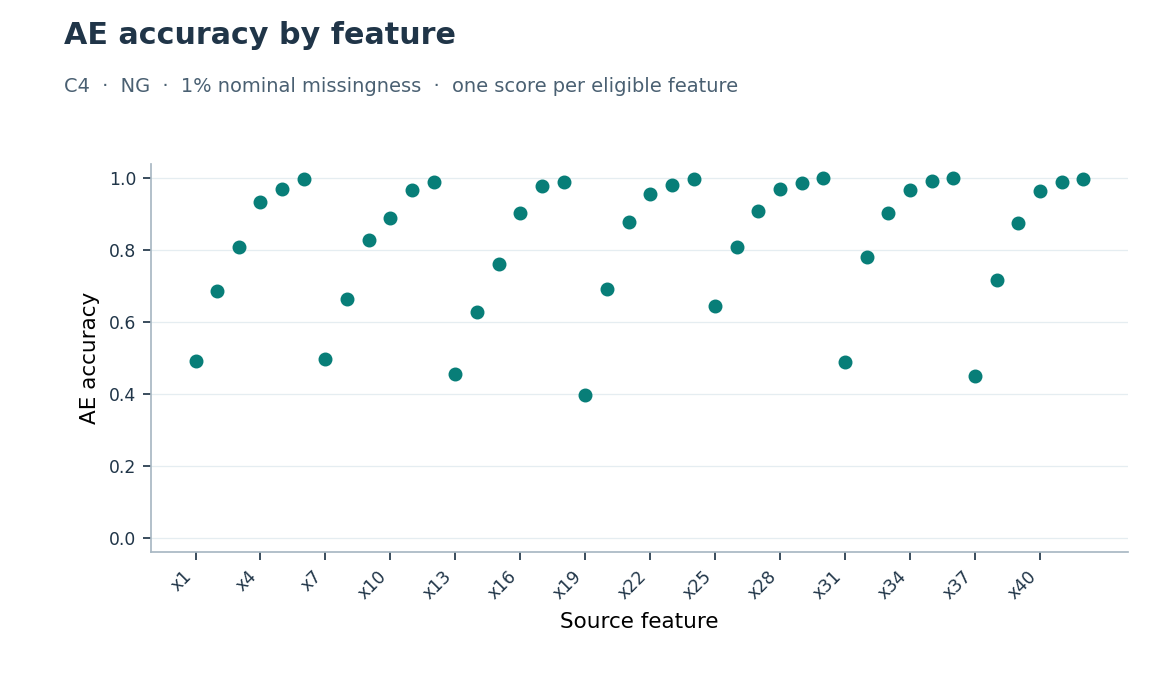 AE accuracy by feature
C4 · NG · 1% nominal missingness · one score per eligible feature
1.0
0.8
0.6
0.4
0.2
0.0
AE accuracy
x1 x4 x7 x10 x13 x16 x19 x22 x25 x28 x31 x34 x37 x40
Source feature